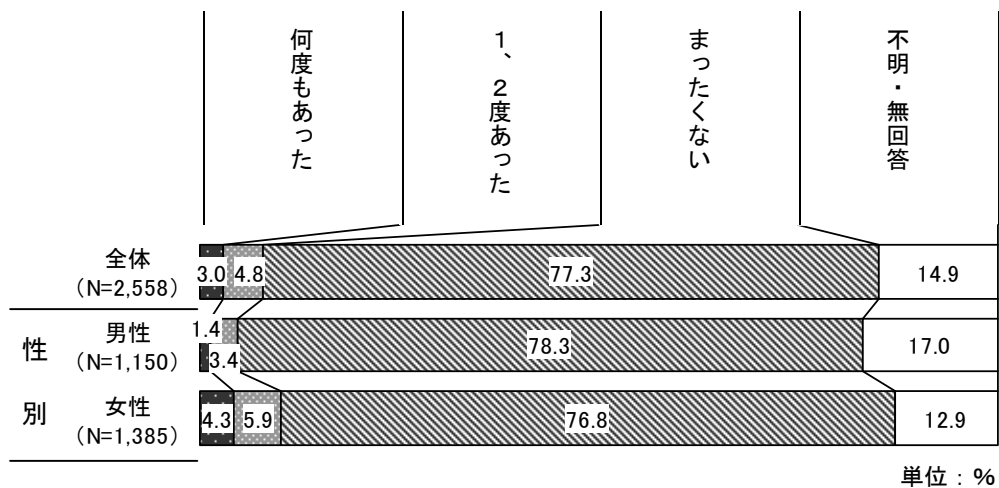 何度もあった
１、２度あった
まったくない
不明・無回答
全体
（N=2,558）
3.0
4.8
77.3
14.9
性別
男性
（N=1,150）
1.4
3.4
78.3
17.0
女性
（N=1,385）
4.3
5.9
76.8
12.9
単位：％